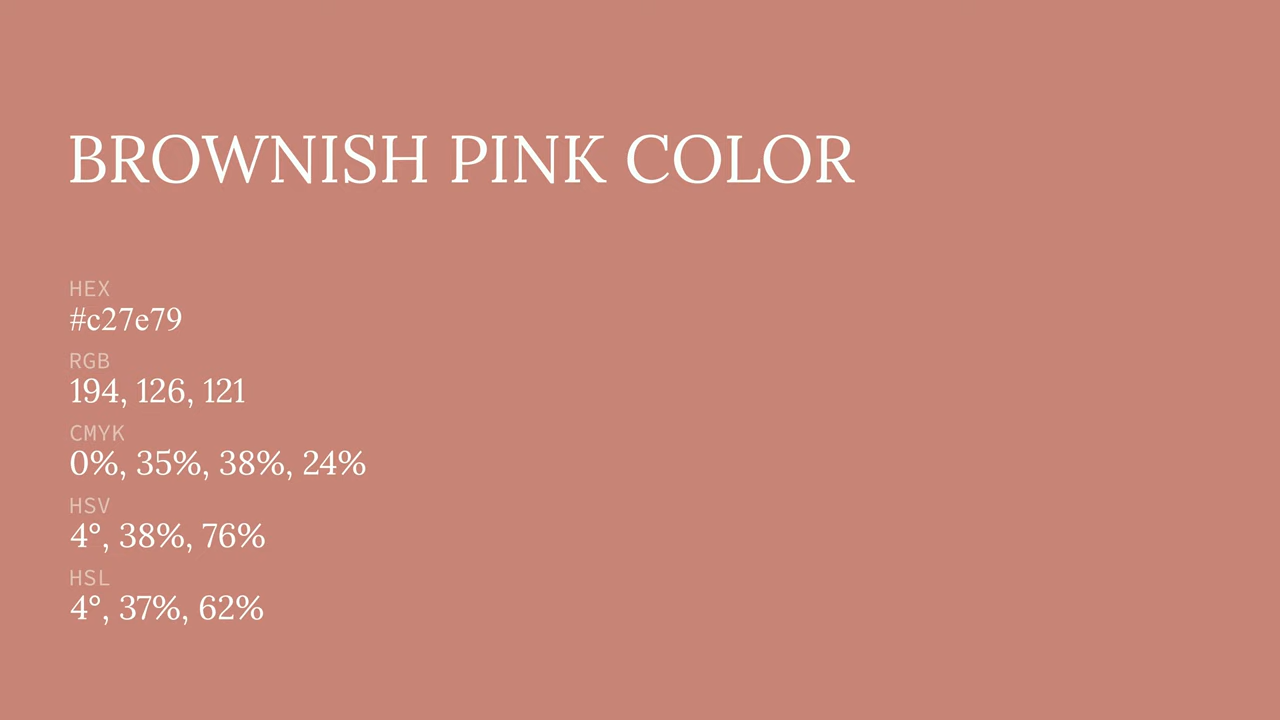 BROWNISH PINK COLOR
HEX
#c27e79
RGB
194, 126, 121
CMYK
0%, 35%, 38%, 24%
HSV
4°, 38%, 76%
HSL
4°, 37%, 62%